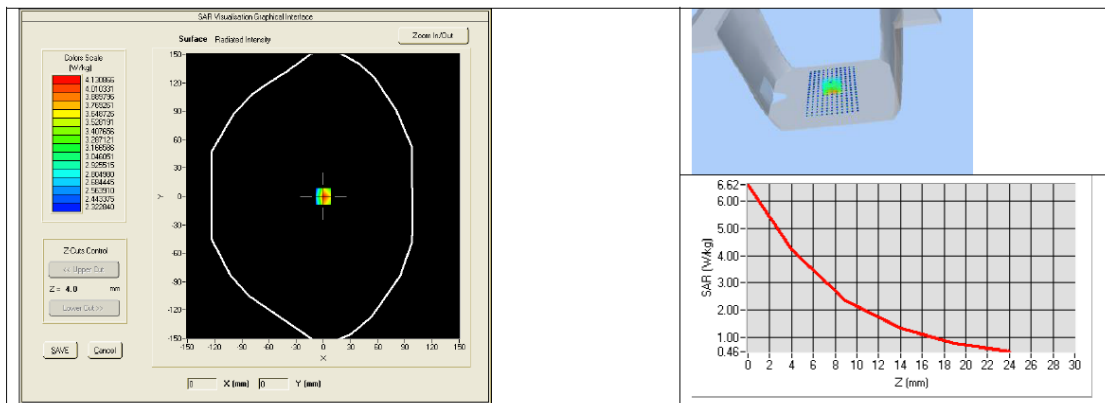 SAR Visualisation Graphical Interface
Surface Radiated Intensity
Zoom In/Out
Colors Scale
(W/kg)
4.130866
4.010331
3.889796
3.769261
3.648726
3.528191
3.407656
3.287121
3.166586
3.046051
2.925515
2.804980
2.684445
2.563910
2.443375
2.322840
150
120
90
60
30
0
-30
-60
-90
-120
-150
Y
-150 -120 -90 -60 -30 0 30 60 90 120 150
X
Z Cuts Control
<< Upper Cut
Z = 4.0 mm
Lower Cut >>
SAVE
Cancel
0 X (mm) 0 Y (mm)
6.62
6.00
5.00
4.00
3.00
2.00
1.00
0.46
SAR (W/kg)
0 2 4 6 8 10 12 14 16 18 20 22 24 26 28 30
Z (mm)